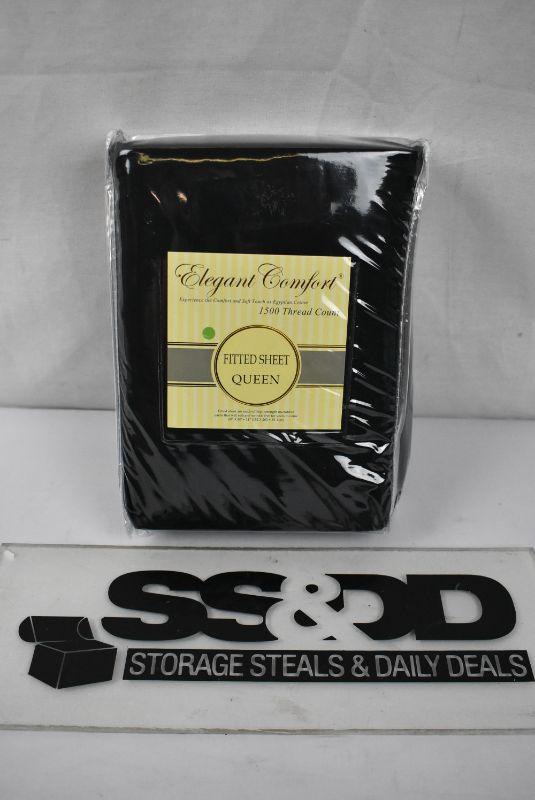 Elegant Comfort®
Experience the Comfort and Soft Touch as Egyptian Cotton
1500 Thread Count
FITTED SHEET
QUEEN
SS&DD
STORAGE STEALS & DAILY DEALS